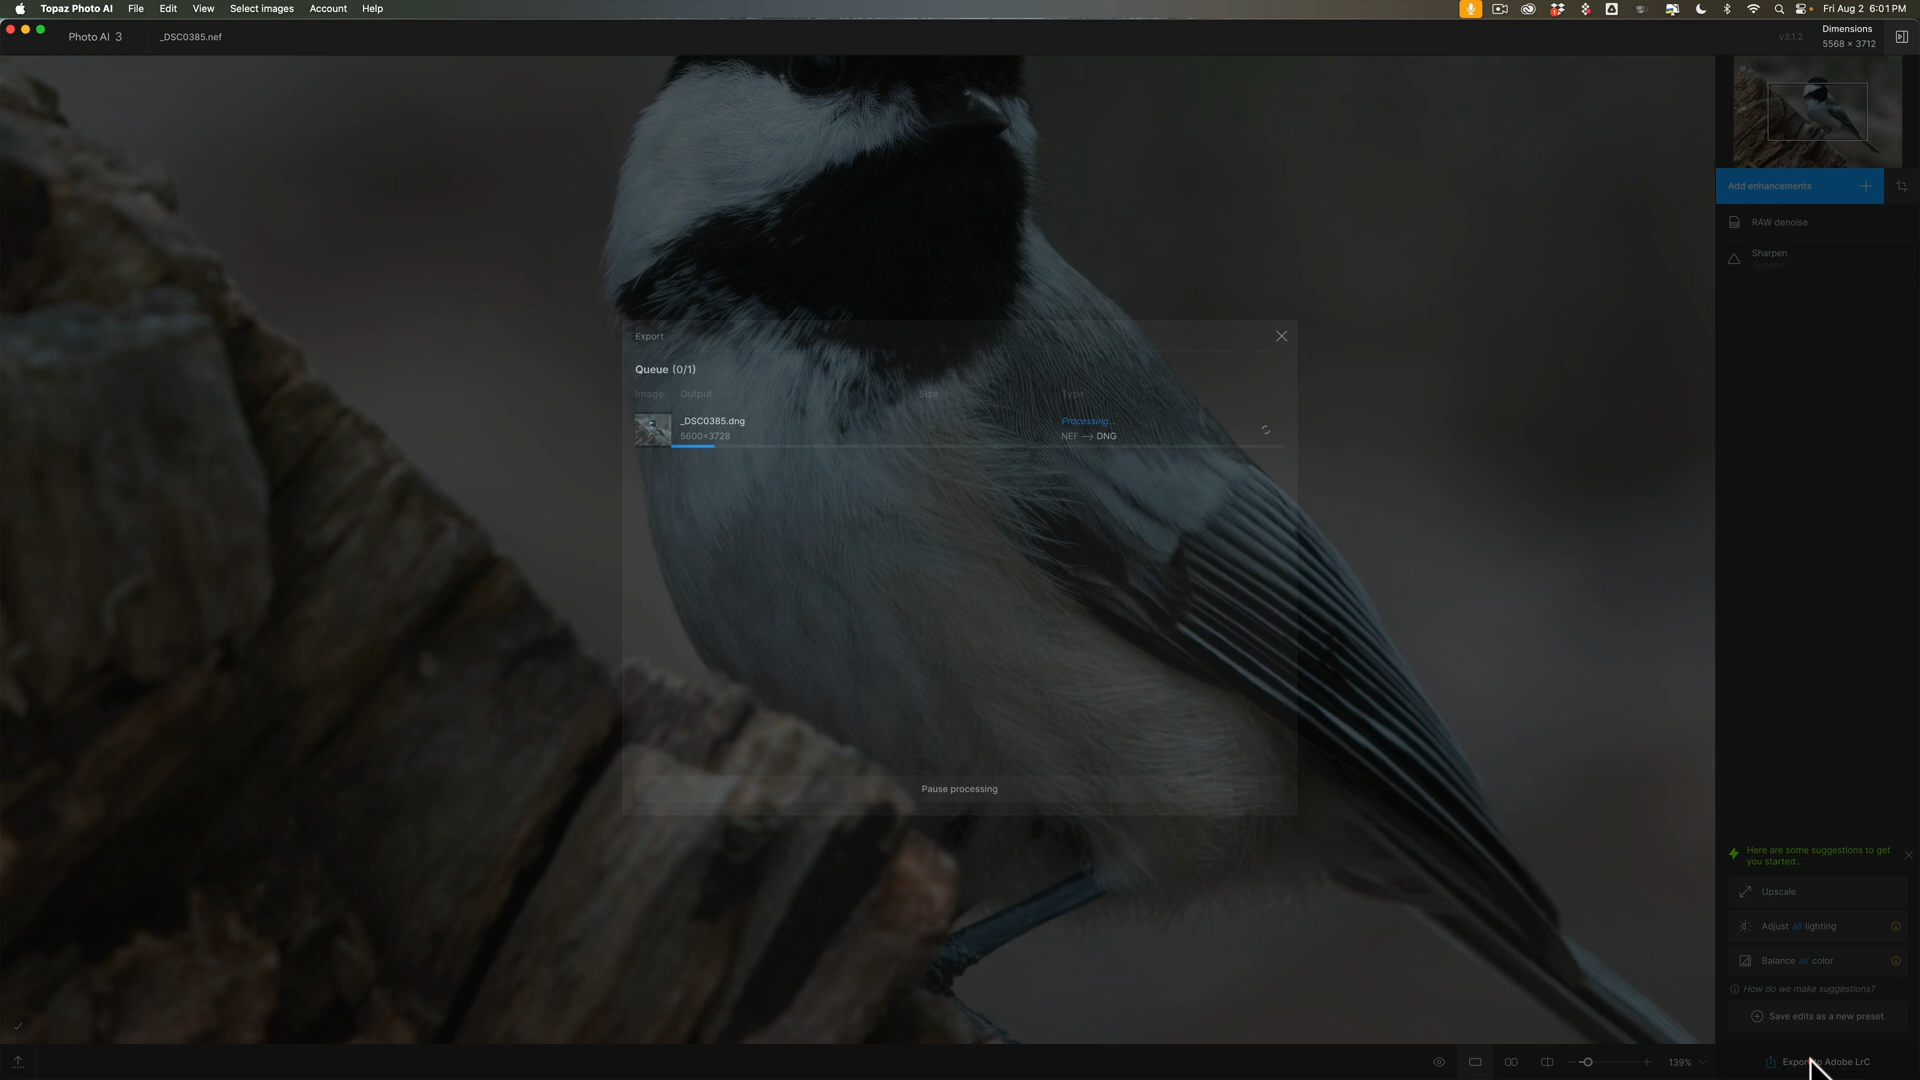 Topaz Photo AI File Edit View Select images Account Help Fri Aug 2 6:01 PM
Photo AI 3 _DSC0385.nef v3.1.2 Dimensions
5568 × 3712
Add enhancements
RAW denoise
Sharpen
Subject
Export
Queue (0/1)
Image Output Size Type
_DSC0385.dng Processing...
5600×3728 NEF → DNG
Pause processing
Here are some suggestions to get
you started...
Upscale
Adjust all lighting
Balance all color
How do we make suggestions?
Save edits as a new preset
139% Export to Adobe LrC